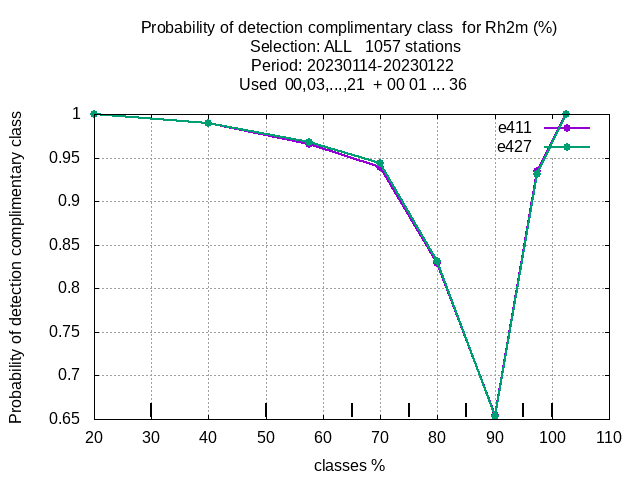 Probability of detection complimentary class  for Rh2m (%)
Selection: ALL   1057 stations
Period: 20230114-20230122
Used  00,03,...,21  + 00 01 ... 36
Probability of detection complimentary class
1
0.95
0.9
0.85
0.8
0.75
0.7
0.65
e411
e427
20 30 40 50 60 70 80 90 100 110
classes %